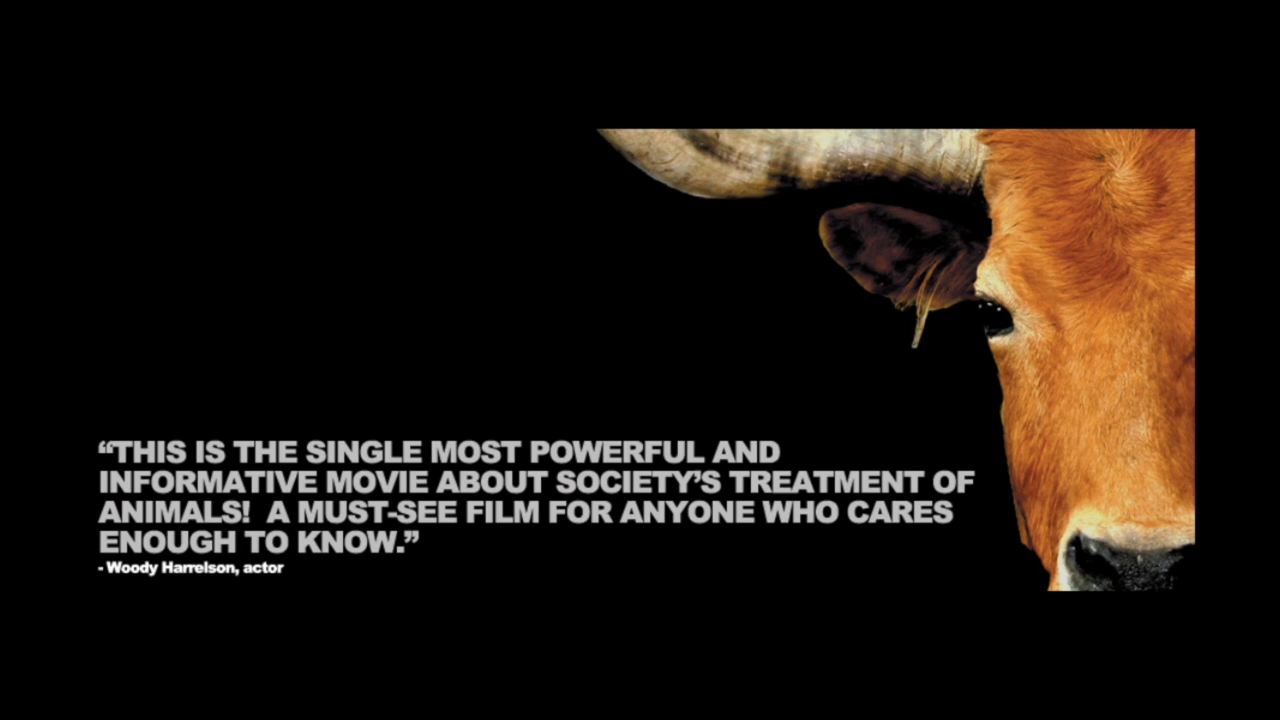 “THIS IS THE SINGLE MOST POWERFUL AND
INFORMATIVE MOVIE ABOUT SOCIETY’S TREATMENT OF
ANIMALS!  A MUST-SEE FILM FOR ANYONE WHO CARES
ENOUGH TO KNOW.”
- Woody Harrelson, actor